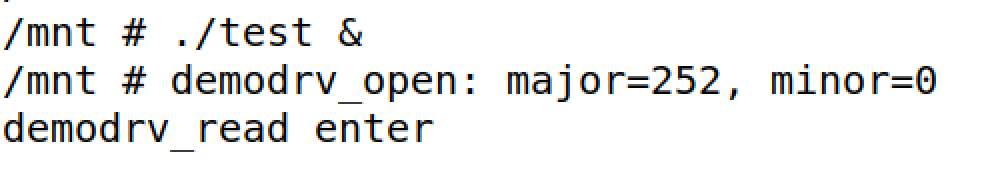 /mnt # ./test &
/mnt # demodrv_open: major=252, minor=0
demodrv_read enter